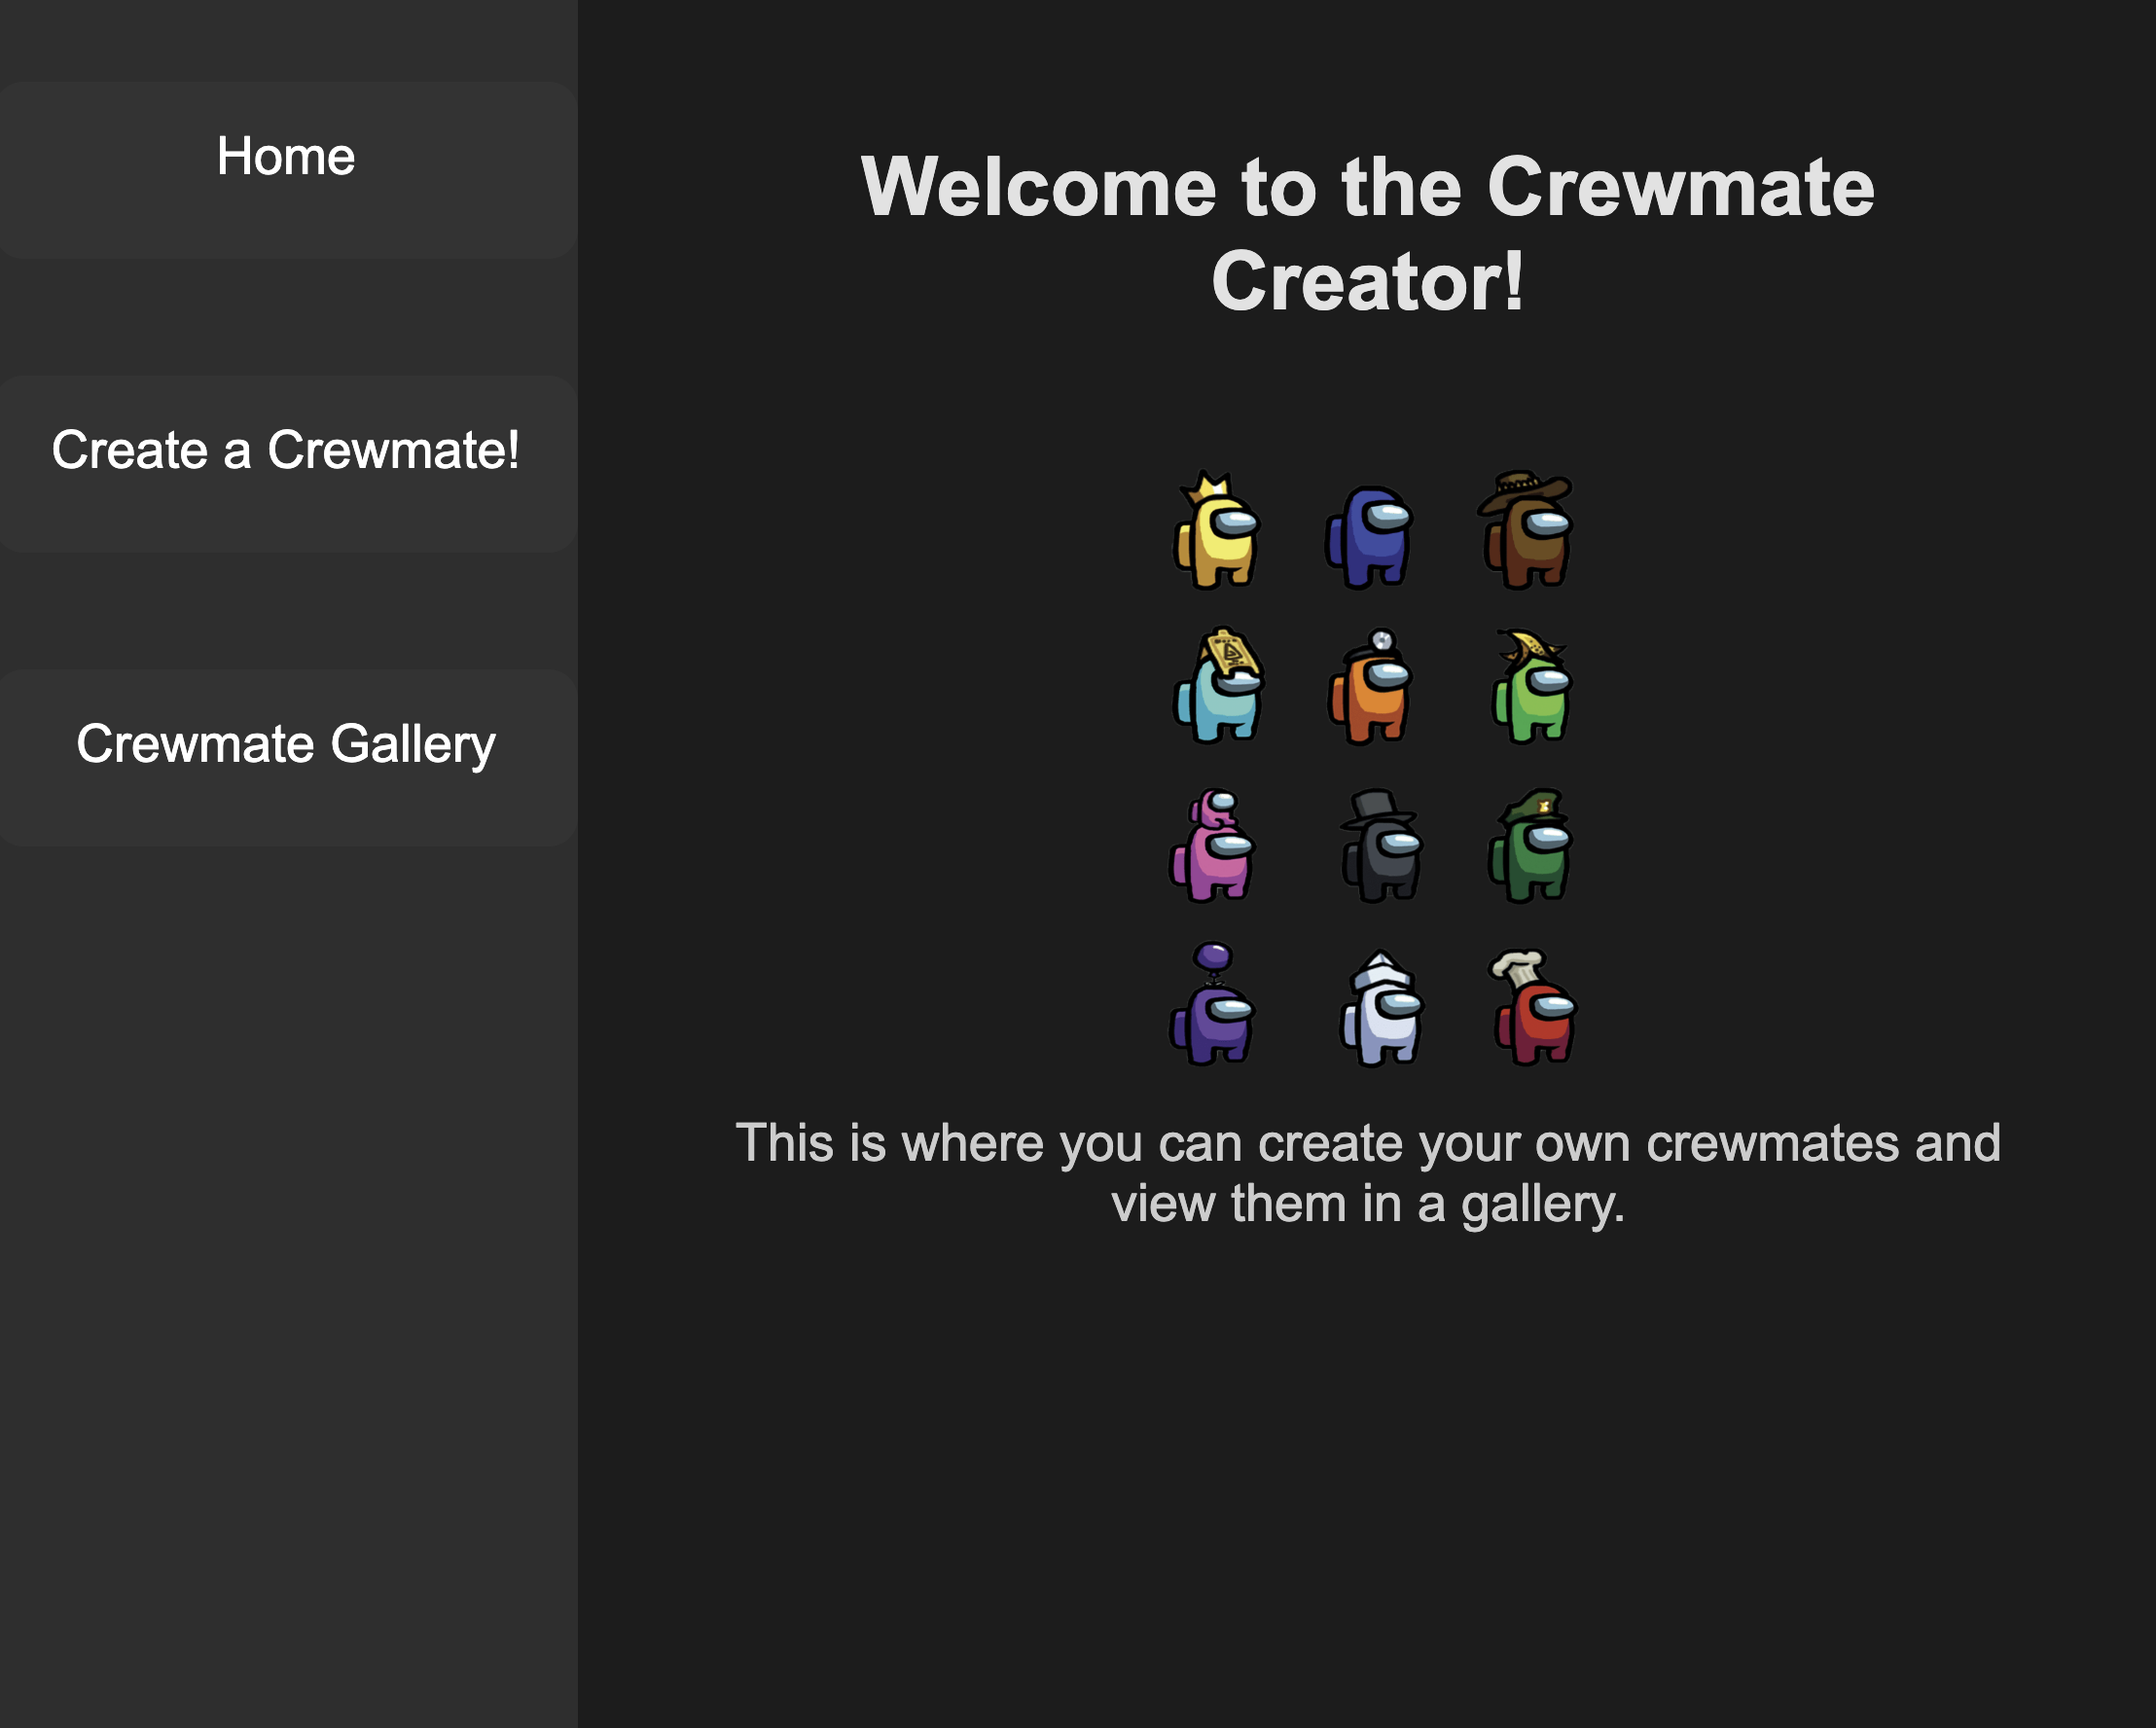 Home
Create a Crewmate!
Crewmate Gallery
Welcome to the Crewmate
Creator!
This is where you can create your own crewmates and
view them in a gallery.